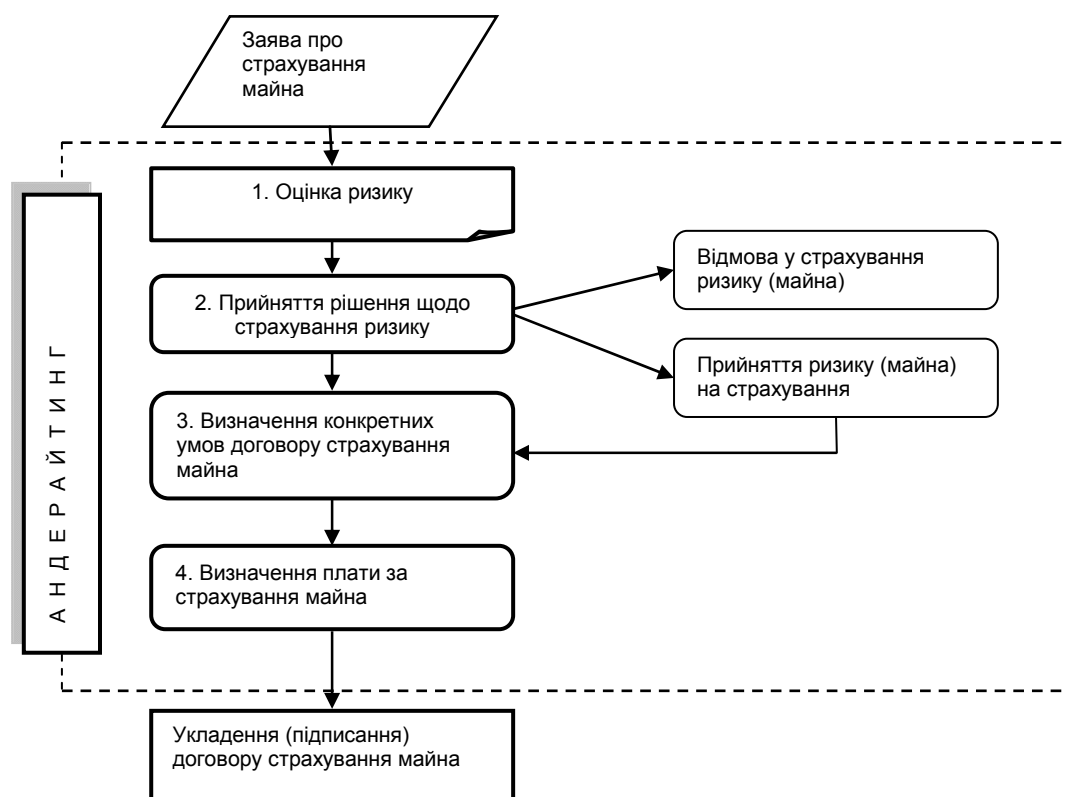 Заява про
страхування
майна
1. Оцінка ризику
2. Прийняття рішення щодо
страхування ризику
Відмова у страхування
ризику (майна)
Прийняття ризику (майна)
на страхування
3. Визначення конкретних
умов договору страхування
майна
4. Визначення плати за
страхування майна
АНДЕРАЙТИНГ
Укладення (підписання)
договору страхування майна